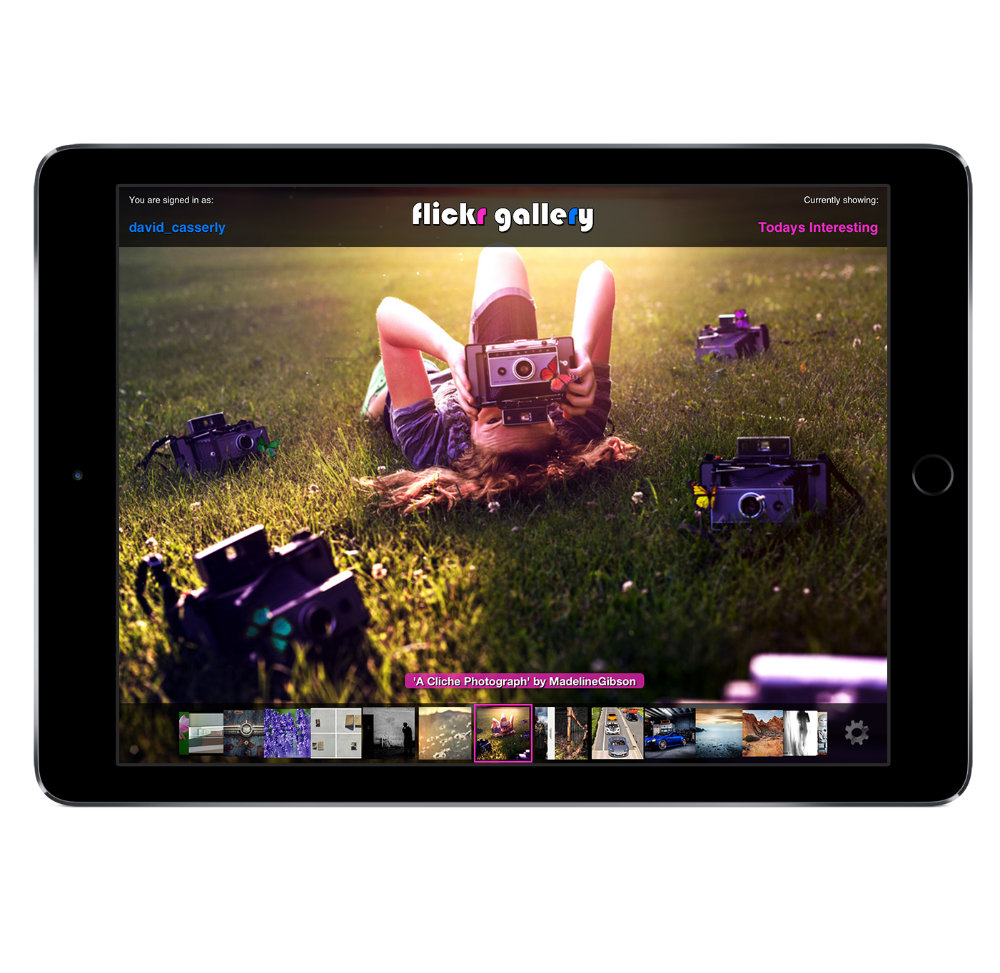 You are signed in as:
david_casserly
flickr gallery
Currently showing:
Todays Interesting
'A Cliche Photograph' by MadelineGibson